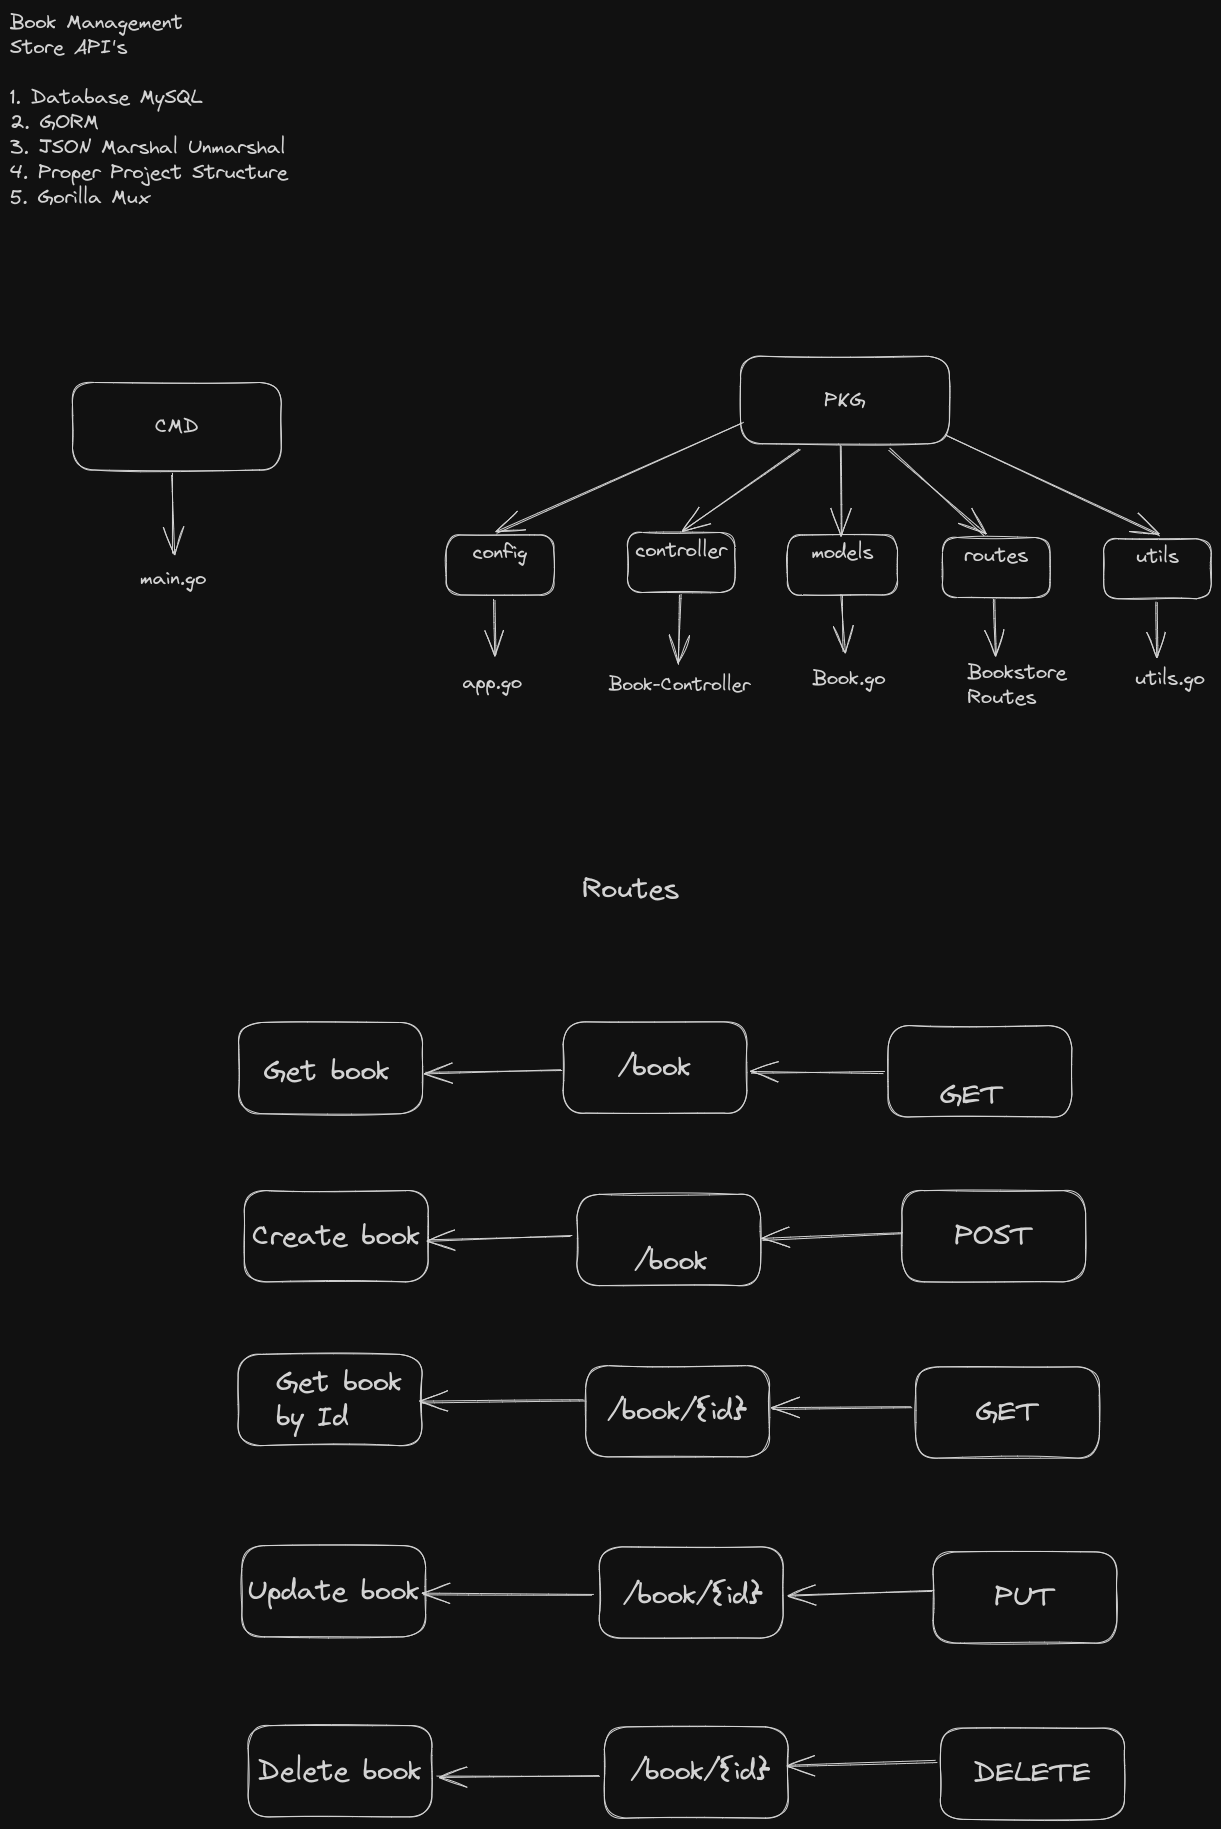 Book Management
Store API's
1. Database MySQL
2. GORM
3. JSON Marshal Unmarshal
4. Proper Project Structure
5. Gorilla Mux
PKG
CMD
config
controller
models
routes
utils
main.go
app.go
Book-Controller
Book.go
Bookstore
Routes
utils.go
Routes
Get book
/book
GET
Create book
/book
POST
Get book
by Id
/book/{id}
GET
Update book
/book/{id}
PUT
Delete book
/book/{id}
DELETE